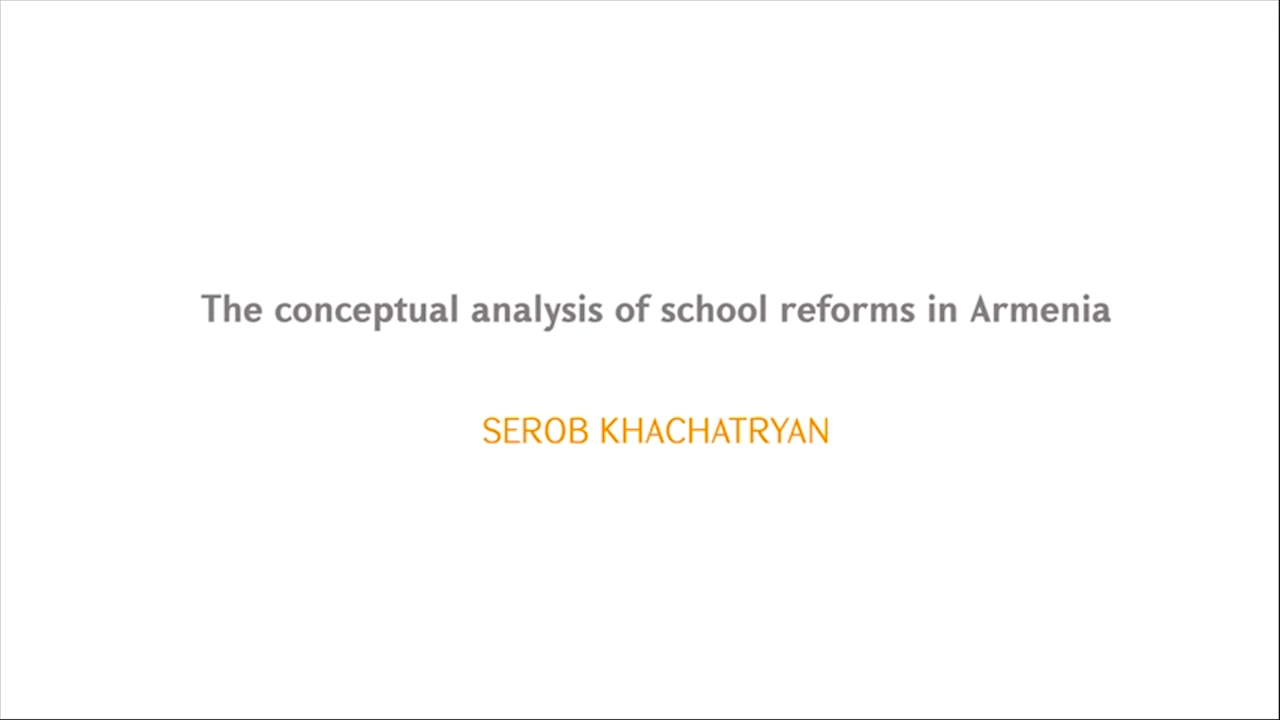 The conceptual analysis of school reforms in Armenia
SEROB KHACHATRYAN